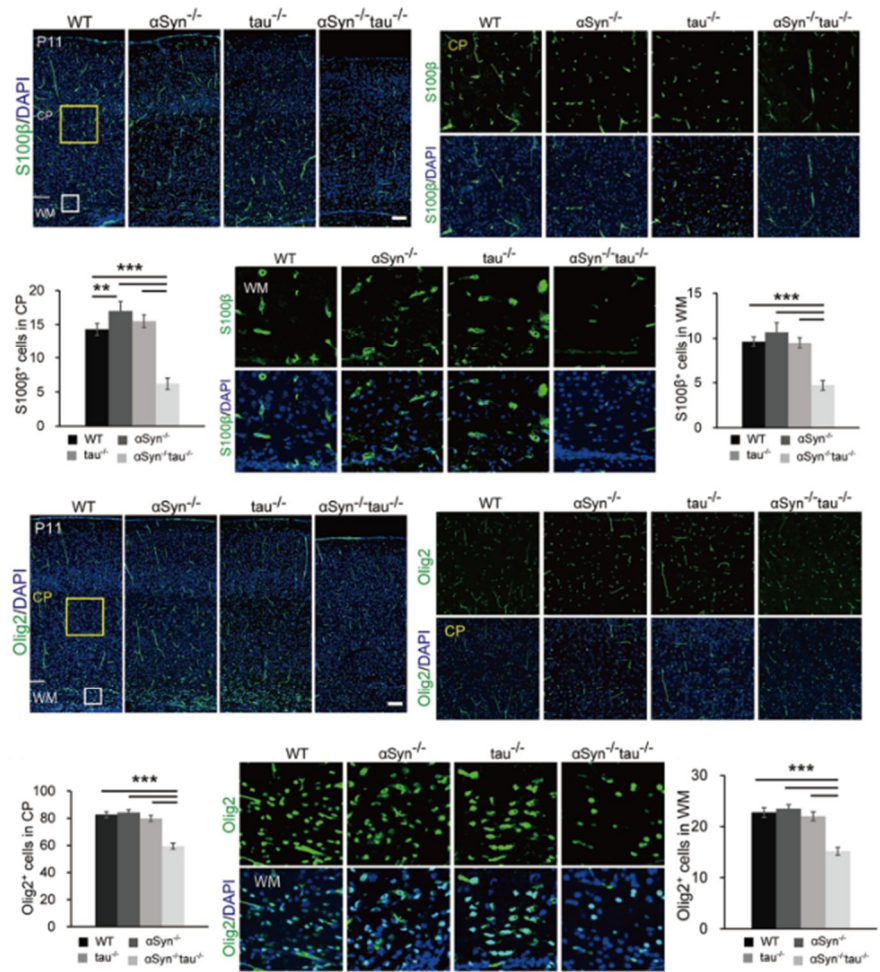 WT αSyn⁻/⁻ tau⁻/⁻ αSyn⁻/⁻tau⁻/⁻
P11
CP
WM
S100β/DAPI
WT αSyn⁻/⁻ tau⁻/⁻ αSyn⁻/⁻tau⁻/⁻
CP
S100β
S100β/DAPI
***
**
20
15
10
5
0
S100β⁺ cells in CP
WT αSyn⁻/⁻
tau⁻/⁻ αSyn⁻/⁻tau⁻/⁻
WT αSyn⁻/⁻ tau⁻/⁻ αSyn⁻/⁻tau⁻/⁻
WM
S100β
S100β/DAPI
***
15
10
5
0
S100β⁺ cells in WM
WT αSyn⁻/⁻
tau⁻/⁻ αSyn⁻/⁻tau⁻/⁻
WT αSyn⁻/⁻ tau⁻/⁻ αSyn⁻/⁻tau⁻/⁻
P11
CP
WM
Olig2/DAPI
WT αSyn⁻/⁻ tau⁻/⁻ αSyn⁻/⁻tau⁻/⁻
Olig2
CP
Olig2/DAPI
***
100
80
60
40
20
0
Olig2⁺ cells in CP
WT αSyn⁻/⁻
tau⁻/⁻ αSyn⁻/⁻tau⁻/⁻
WT αSyn⁻/⁻ tau⁻/⁻ αSyn⁻/⁻tau⁻/⁻
Olig2
WM
Olig2/DAPI
***
30
20
10
0
Olig2⁺ cells in WM
WT αSyn⁻/⁻
tau⁻/⁻ αSyn⁻/⁻tau⁻/⁻